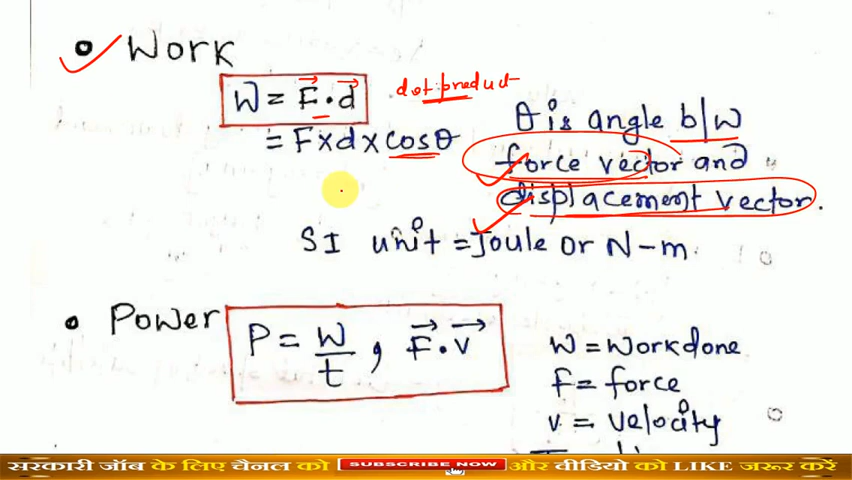 Work
W = F⃗ · d⃗ dot product
= F × d × cosθ
θ is angle b/w
force vector and
displacement vector.
SI unit = Joule or N-m
Power P = W/t , F⃗ · v⃗
W = Workdone
F = force
v = velocity
सरकारी जॉब के लिए चैनल को SUBSCRIBE NOW और वीडियो को LIKE जरूर करें